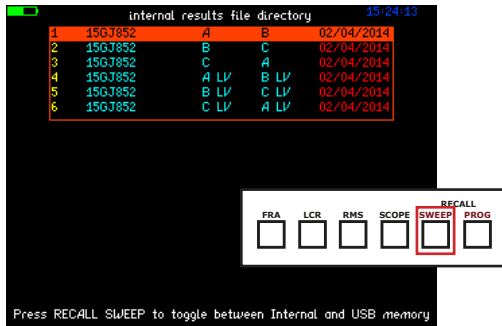 internal results file directory 15:24:13
1 15GJ852 A B 02/04/2014
2 15GJ852 B C 02/04/2014
3 15GJ852 C A 02/04/2014
4 15GJ852 A LV B LV 02/04/2014
5 15GJ852 B LV C LV 02/04/2014
6 15GJ852 C LV A LV 02/04/2014
RECALL
FRA LCR RMS SCOPE SWEEP PROG
Press RECALL SWEEP to toggle between Internal and USB memory